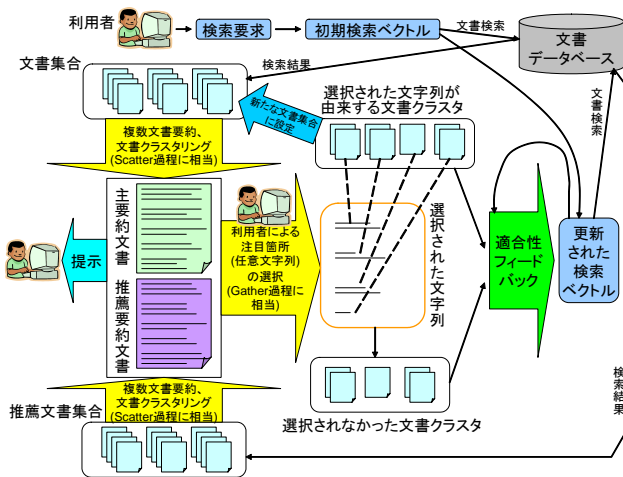 利用者
検索要求
初期検索ベクトル
文書検索
文書
データベース
検索結果
文書集合
新たな文書集合
に設定
選択された文字列が
由来する文書クラスタ
文書検索
複数文書要約、
文書クラスタリング
(Scatter過程に相当)
主要約文書
推薦要約文書
提示
利用者による
注目箇所
(任意文字列)
の選択
(Gather過程に
相当)
選択された文字列
適合性
フィード
バック
更新
された
検索
ベクトル
複数文書要約、
文書クラスタリング
(Scatter過程に相当)
推薦文書集合
選択されなかった文書クラスタ
検索結果